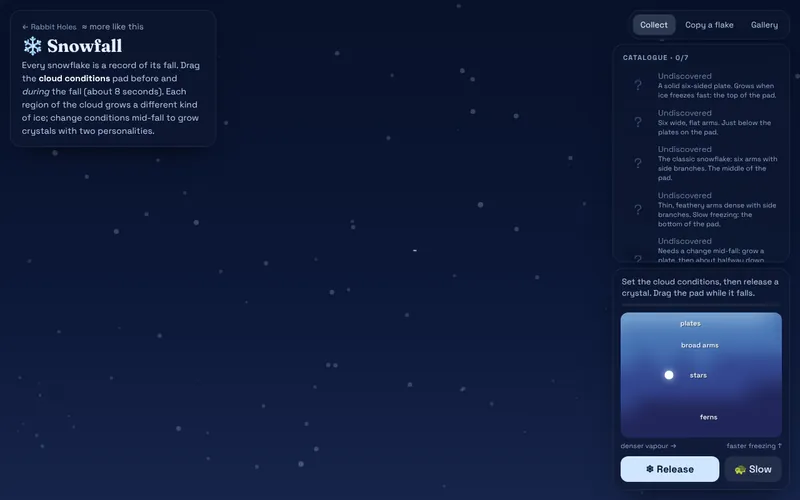 ← Rabbit Holes ≈ more like this
❄️ Snowfall
Every snowflake is a record of its fall. Drag
the cloud conditions pad before and
during the fall (about 8 seconds). Each
region of the cloud grows a different kind
of ice; change conditions mid-fall to grow
crystals with two personalities.
Collect Copy a flake Gallery
CATALOGUE · 0/7
? Undiscovered
A solid six-sided plate. Grows when
ice freezes fast: the top of the pad.
? Undiscovered
Six wide, flat arms. Just below the
plates on the pad.
? Undiscovered
The classic snowflake: six arms with
side branches. The middle of the
pad.
? Undiscovered
Thin, feathery arms dense with side
branches. Slow freezing: the
bottom of the pad.
? Undiscovered
Needs a change mid-fall: grow a
plate, then about halfway down,
Set the cloud conditions, then release a
crystal. Drag the pad while it falls.
plates
broad arms
stars
ferns
denser vapour → faster freezing ↑
❄ Release 🐢 Slow